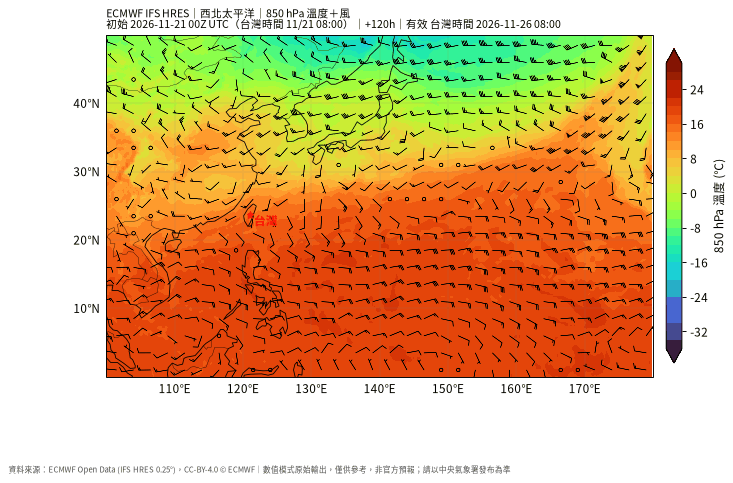 ECMWF IFS HRES｜西北太平洋｜850 hPa 溫度＋風
初始 2026-11-21 00Z UTC（台灣時間 11/21 08:00）｜+120h｜有效 台灣時間 2026-11-26 08:00
40°N
30°N
20°N
10°N
110°E 120°E 130°E 140°E 150°E 160°E 170°E
台灣
24
16
8
0
-8
-16
-24
-32
850 hPa 溫度 (°C)
資料來源：ECMWF Open Data (IFS HRES 0.25°)，CC-BY-4.0 © ECMWF｜數值模式原始輸出，僅供參考，非官方預報；請以中央氣象署發布為準